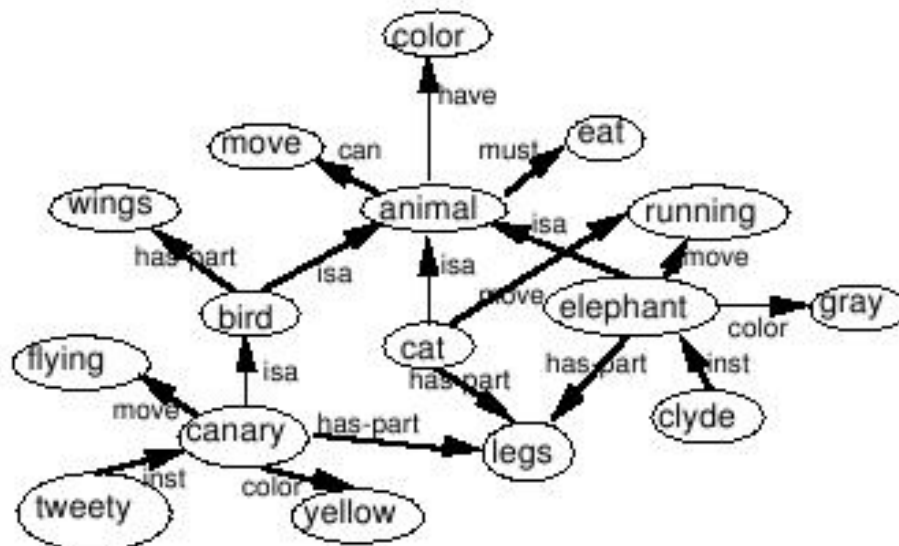 color
have
move
can
must
eat
wings
animal
running
has-part
isa
isa
isa
move
move
bird
elephant
gray
color
flying
isa
cat
has-part
has-part
inst
move
canary
has-part
legs
clyde
inst
color
tweety
yellow